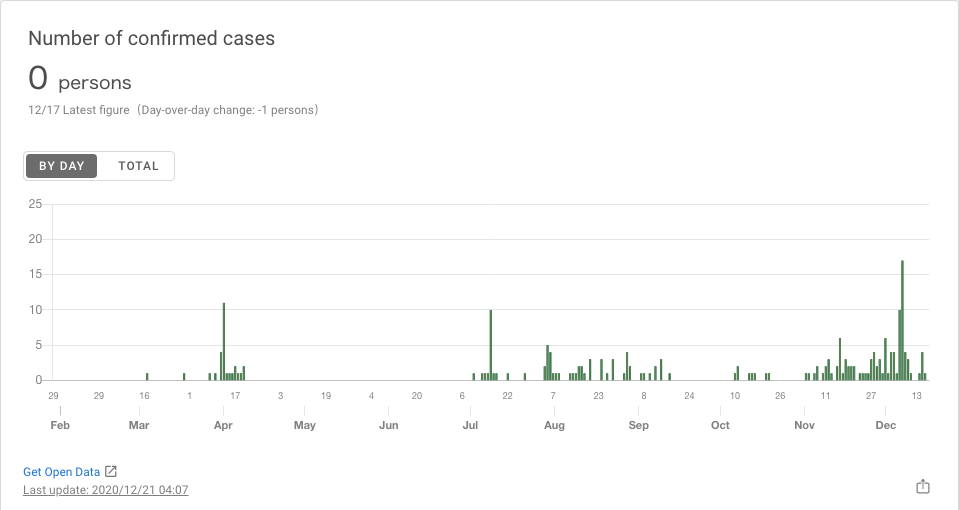 Number of confirmed cases
0 persons
12/17 Latest figure (Day-over-day change: -1 persons)
BY DAY TOTAL
25
20
15
10
5
0
29 29 16 1 17 3 19 4 20 6 22 7 23 8 24 10 26 11 27 13
Feb Mar Apr May Jun Jul Aug Sep Oct Nov Dec
Get Open Data
Last update: 2020/12/21 04:07